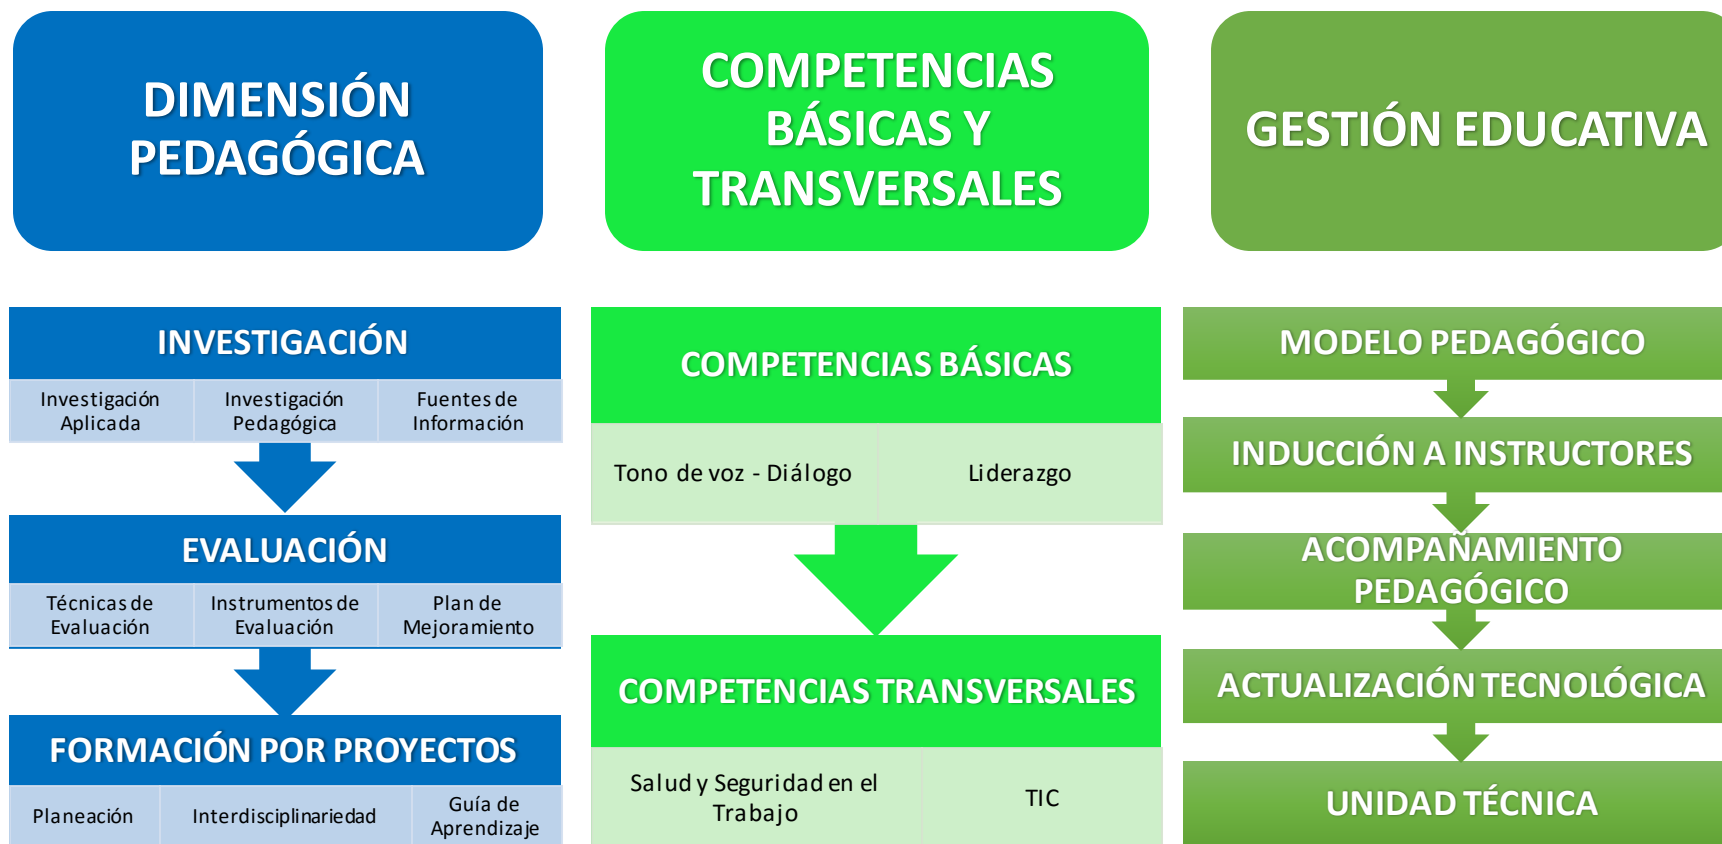 DIMENSIÓN
PEDAGÓGICA
COMPETENCIAS
BÁSICAS Y
TRANSVERSALES
GESTIÓN EDUCATIVA
INVESTIGACIÓN
Investigación
Aplicada
Investigación
Pedagógica
Fuentes de
Información
EVALUACIÓN
Técnicas de
Evaluación
Instrumentos de
Evaluación
Plan de
Mejoramiento
FORMACIÓN POR PROYECTOS
Planeación
Interdisciplinariedad
Guía de
Aprendizaje
COMPETENCIAS BÁSICAS
Tono de voz - Diálogo
Liderazgo
COMPETENCIAS TRANSVERSALES
Salud y Seguridad en el
Trabajo
TIC
MODELO PEDAGÓGICO
INDUCCIÓN A INSTRUCTORES
ACOMPAÑAMIENTO
PEDAGÓGICO
ACTUALIZACIÓN TECNOLÓGICA
UNIDAD TÉCNICA